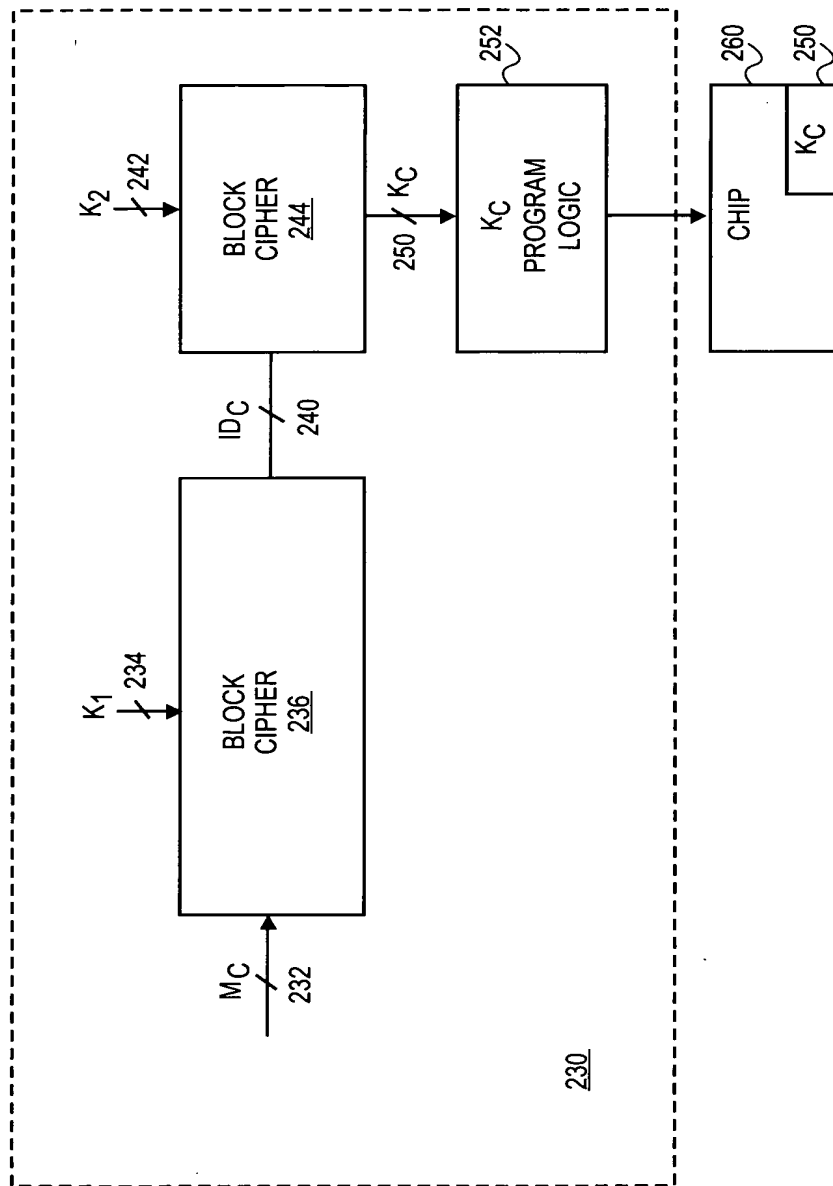 K1
234
K2
242
MC
232
BLOCK
CIPHER
236
IDC
240
BLOCK
CIPHER
244
250
KC
252
KC
PROGRAM
LOGIC
230
260
CHIP
250
KC